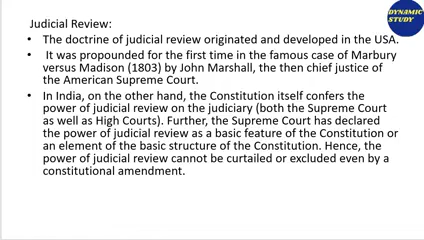 DYNAMIC
STUDY
Judicial Review:
• The doctrine of judicial review originated and developed in the USA.
• It was propounded for the first time in the famous case of Marbury
versus Madison (1803) by John Marshall, the then chief justice of
the American Supreme Court.
• In India, on the other hand, the Constitution itself confers the
power of judicial review on the judiciary (both the Supreme Court
as well as High Courts). Further, the Supreme Court has declared
the power of judicial review as a basic feature of the Constitution or
an element of the basic structure of the Constitution. Hence, the
power of judicial review cannot be curtailed or excluded even by a
constitutional amendment.